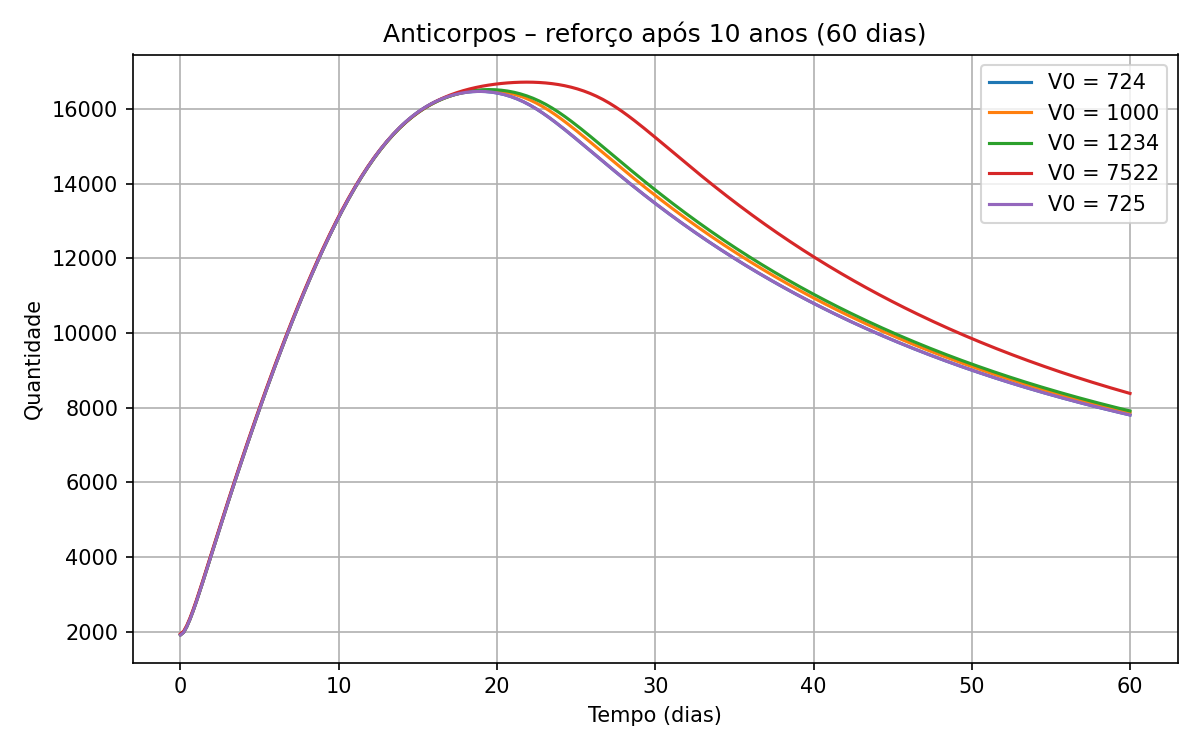 Anticorpos – reforço após 10 anos (60 dias)
V0 = 724
V0 = 1000
V0 = 1234
V0 = 7522
V0 = 725
Quantidade
16000
14000
12000
10000
8000
6000
4000
2000
0 10 20 30 40 50 60
Tempo (dias)